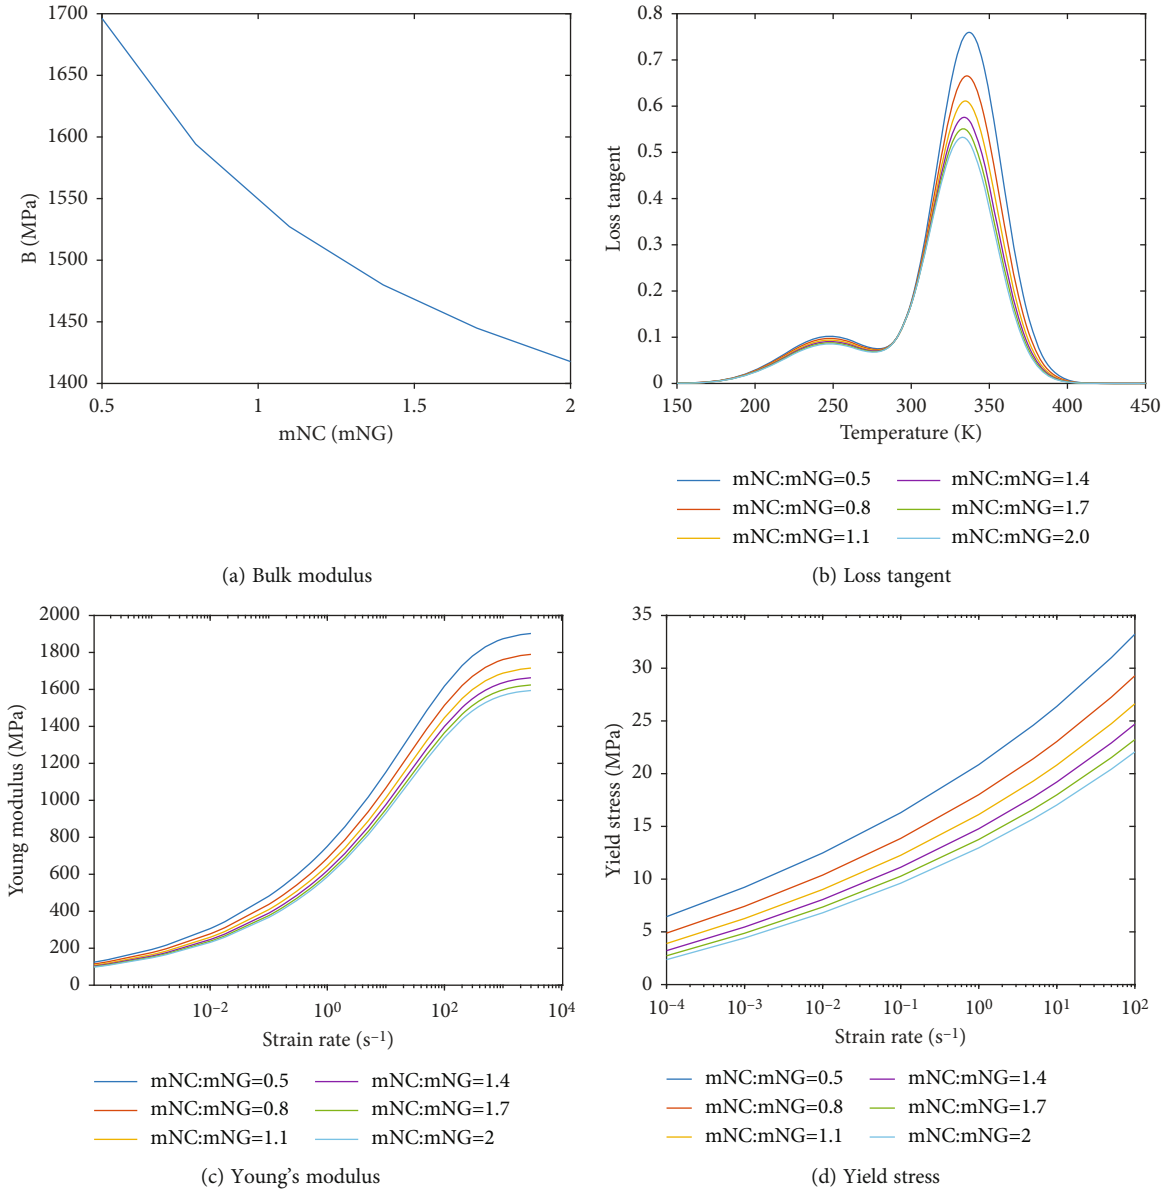 1700
1650
1600
1550
1500
1450
1400
B (MPa)
0.5 1 1.5 2
mNC (mNG)
(a) Bulk modulus
0.8
0.7
0.6
0.5
0.4
0.3
0.2
0.1
0
Loss tangent
150 200 250 300 350 400 450
Temperature (K)
mNC:mNG=0.5 mNC:mNG=1.4
mNC:mNG=0.8 mNC:mNG=1.7
mNC:mNG=1.1 mNC:mNG=2.0
(b) Loss tangent
2000
1800
1600
1400
1200
1000
800
600
400
200
0
Young modulus (MPa)
10⁻² 10⁰ 10² 10⁴
Strain rate (s⁻¹)
mNC:mNG=0.5 mNC:mNG=1.4
mNC:mNG=0.8 mNC:mNG=1.7
mNC:mNG=1.1 mNC:mNG=2
(c) Young's modulus
35
30
25
20
15
10
5
0
Yield stress (MPa)
10⁻⁴ 10⁻³ 10⁻² 10⁻¹ 10⁰ 10¹ 10²
Strain rate (s⁻¹)
mNC:mNG=0.5 mNC:mNG=1.4
mNC:mNG=0.8 mNC:mNG=1.7
mNC:mNG=1.1 mNC:mNG=2
(d) Yield stress